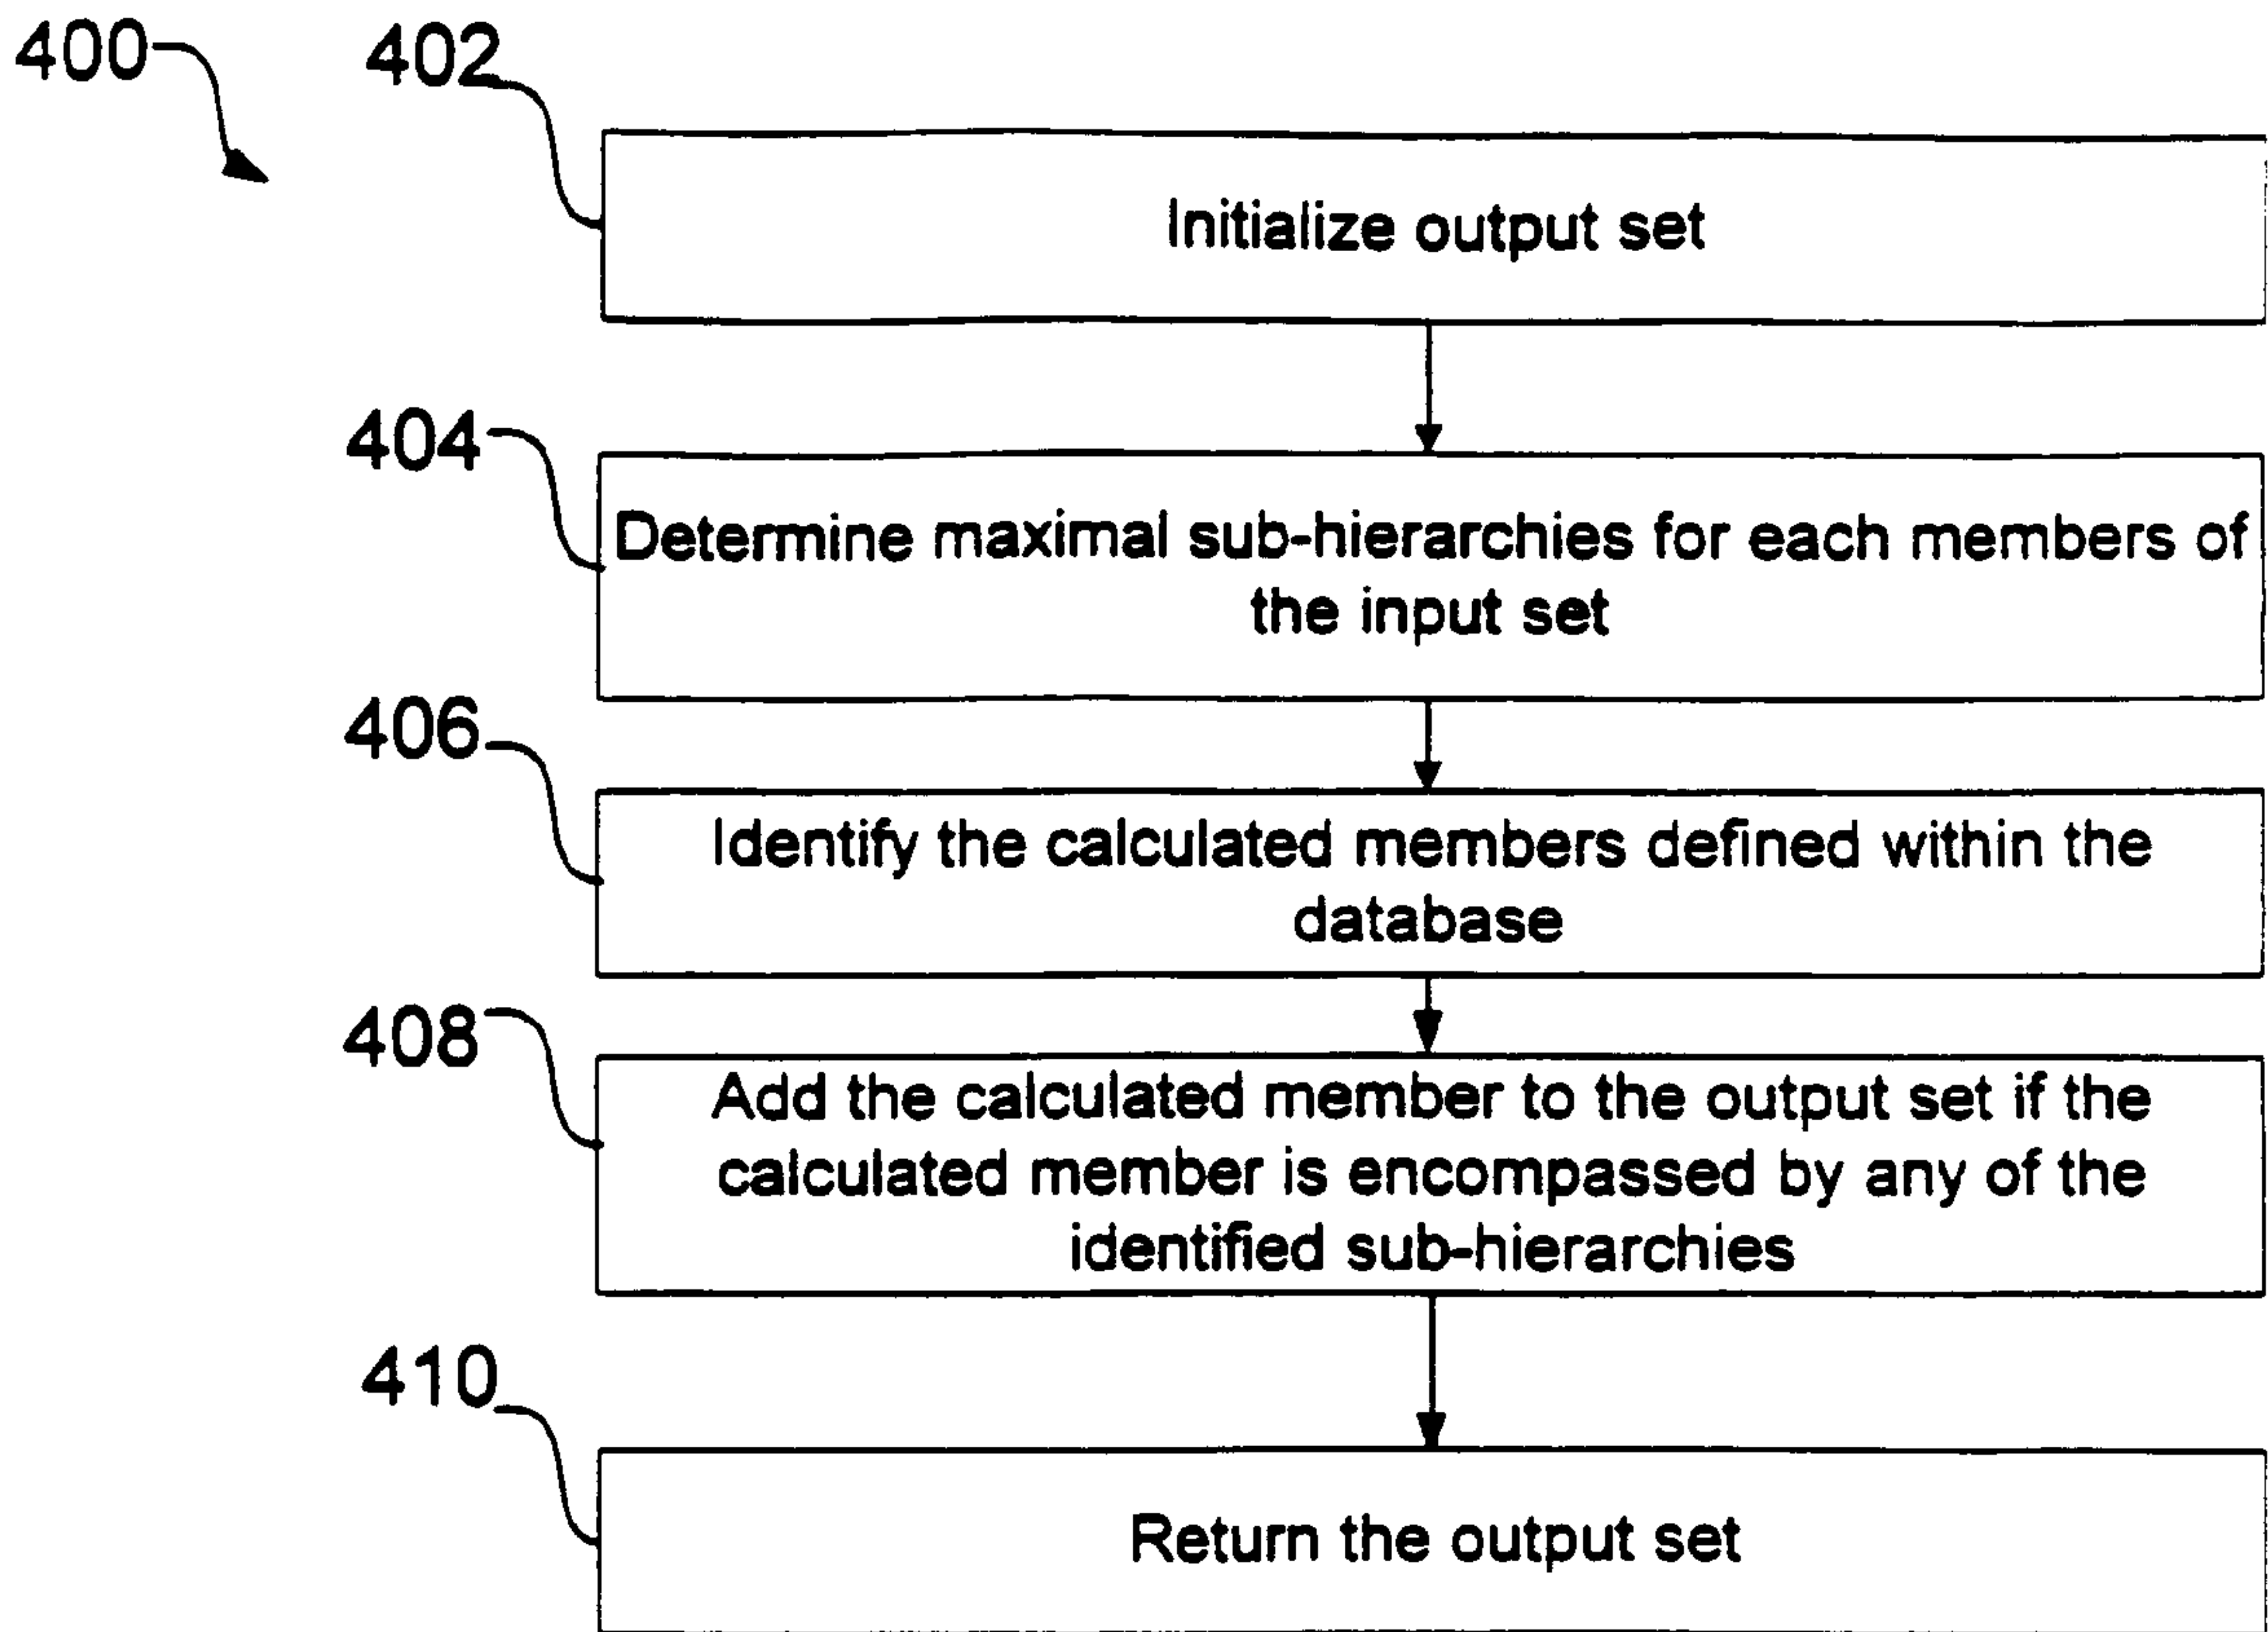 400
402
Initialize output set
404
Determine maximal sub-hierarchies for each members of
the input set
406
Identify the calculated members defined within the
database
408
Add the calculated member to the output set if the
calculated member is encompassed by any of the
identified sub-hierarchies
410
Return the output set